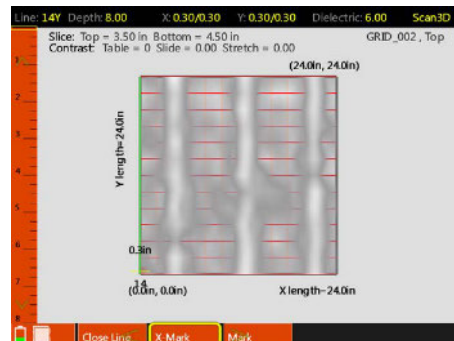 Line: 14Y Depth: 8.00 X: 0.30/0.30 Y: 0.30/0.30 Dielectric: 6.00 Scan3D
Slice: Top = 3.50 in Bottom = 4.50 in GRID_002 , Top
Contrast: Table = 0 Slide = 0.00 Stretch = 0.00
(24.0in, 24.0in)
1
2
3
Y length=24.0in
4
5
6
0.3in
14
(0.0in, 0.0in) X length=24.0in
7
8
Close Line X-Mark Mark